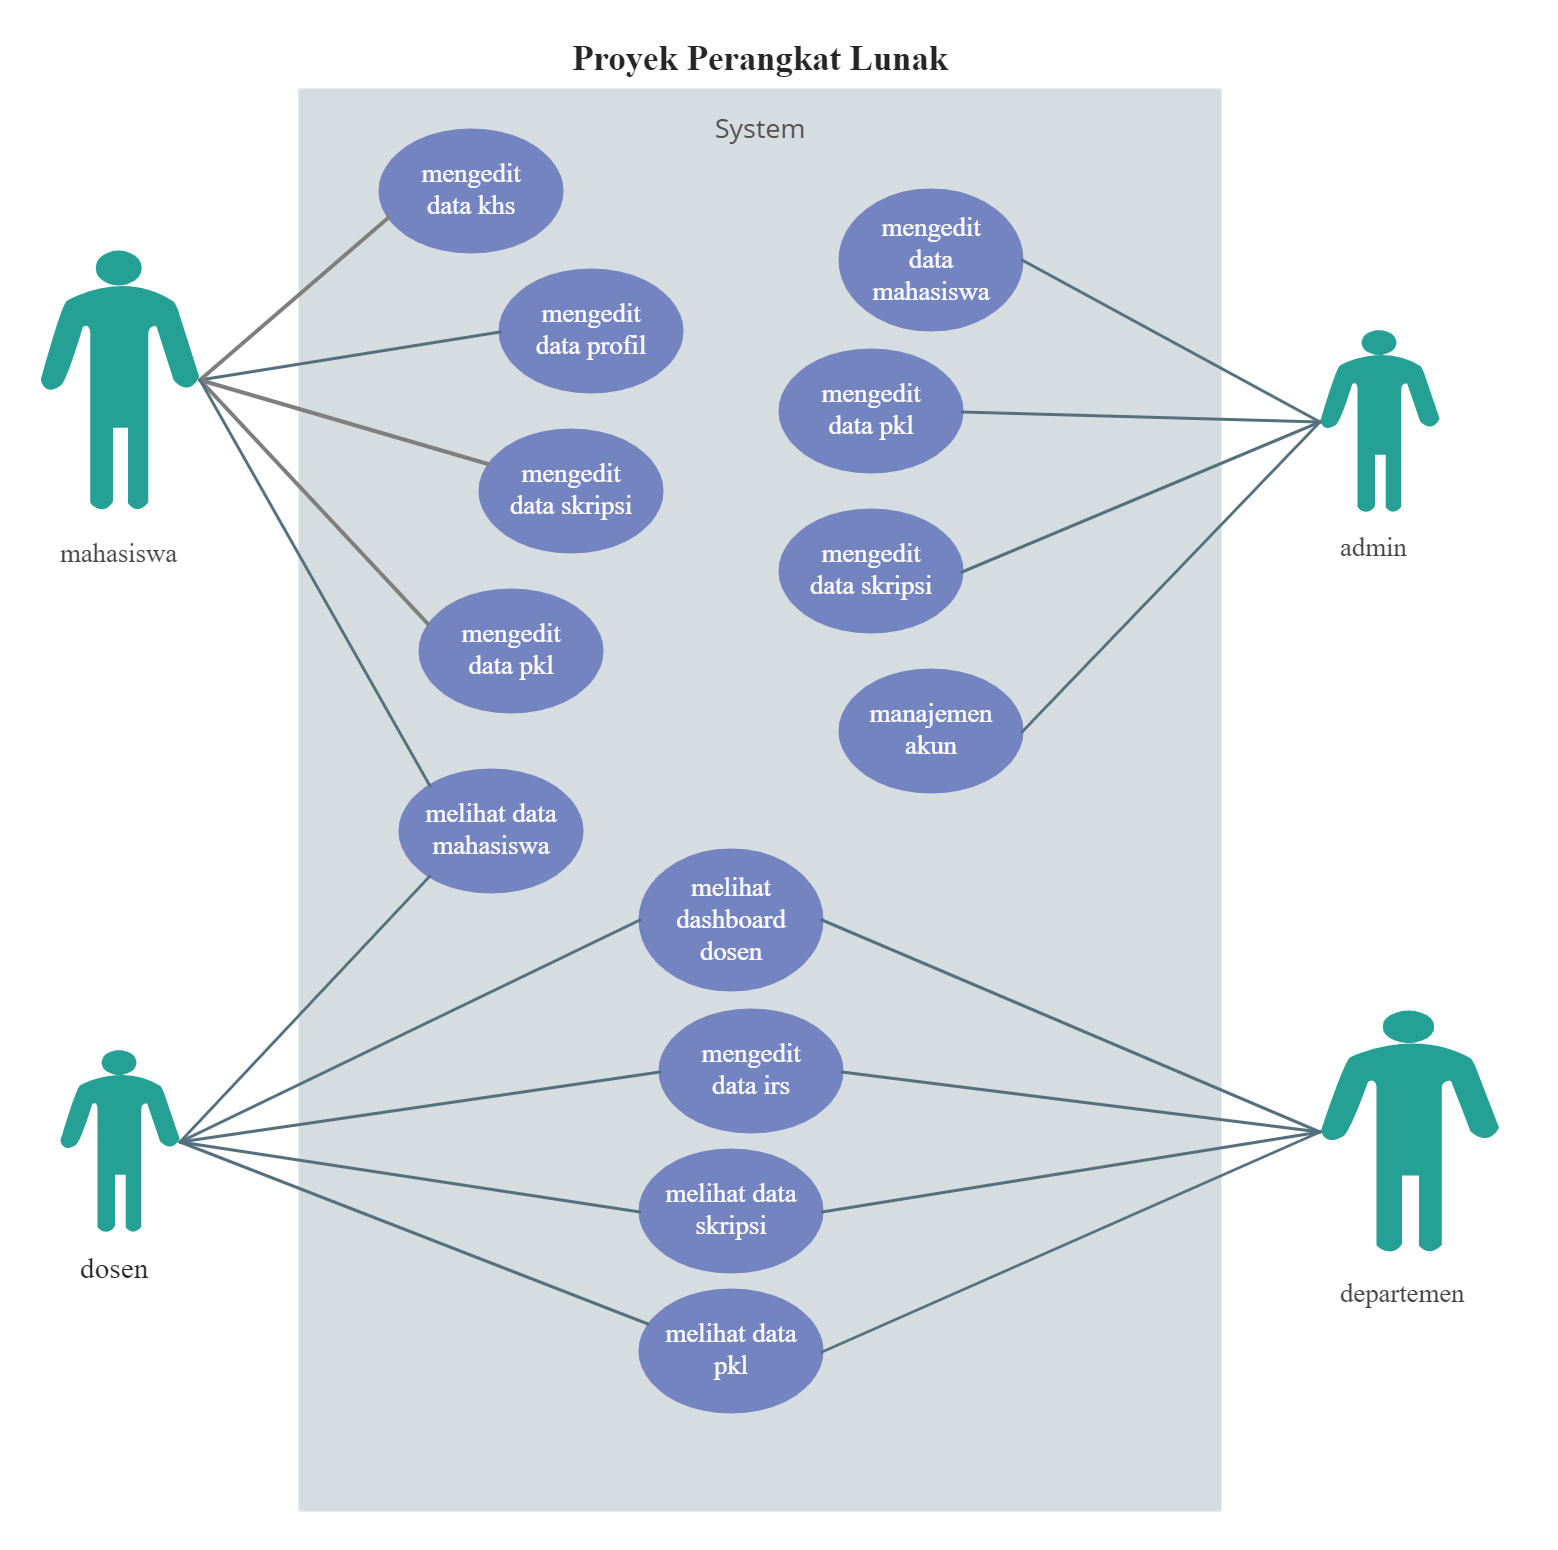 Proyek Perangkat Lunak
System
mengedit
data khs
mengedit
data
mahasiswa
mengedit
data profil
mengedit
data pkl
mengedit
data skripsi
mahasiswa
admin
mengedit
data skripsi
mengedit
data pkl
manajemen
akun
melihat data
mahasiswa
melihat
dashboard
dosen
mengedit
data irs
melihat data
skripsi
dosen
departemen
melihat data
pkl